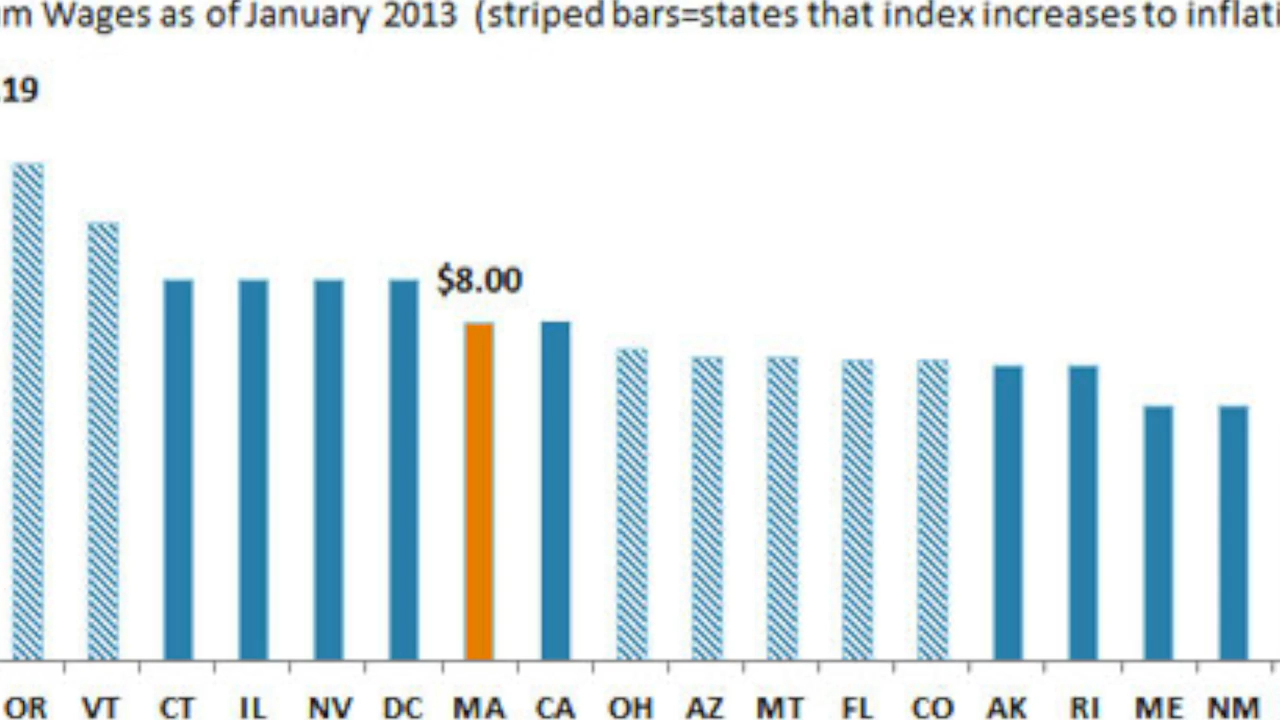 m Wages as of January 2013 (striped bars=states that index increases to inflati
.19
$8.00
OR VT CT IL NV DC MA CA OH AZ MT FL CO AK RI ME NM